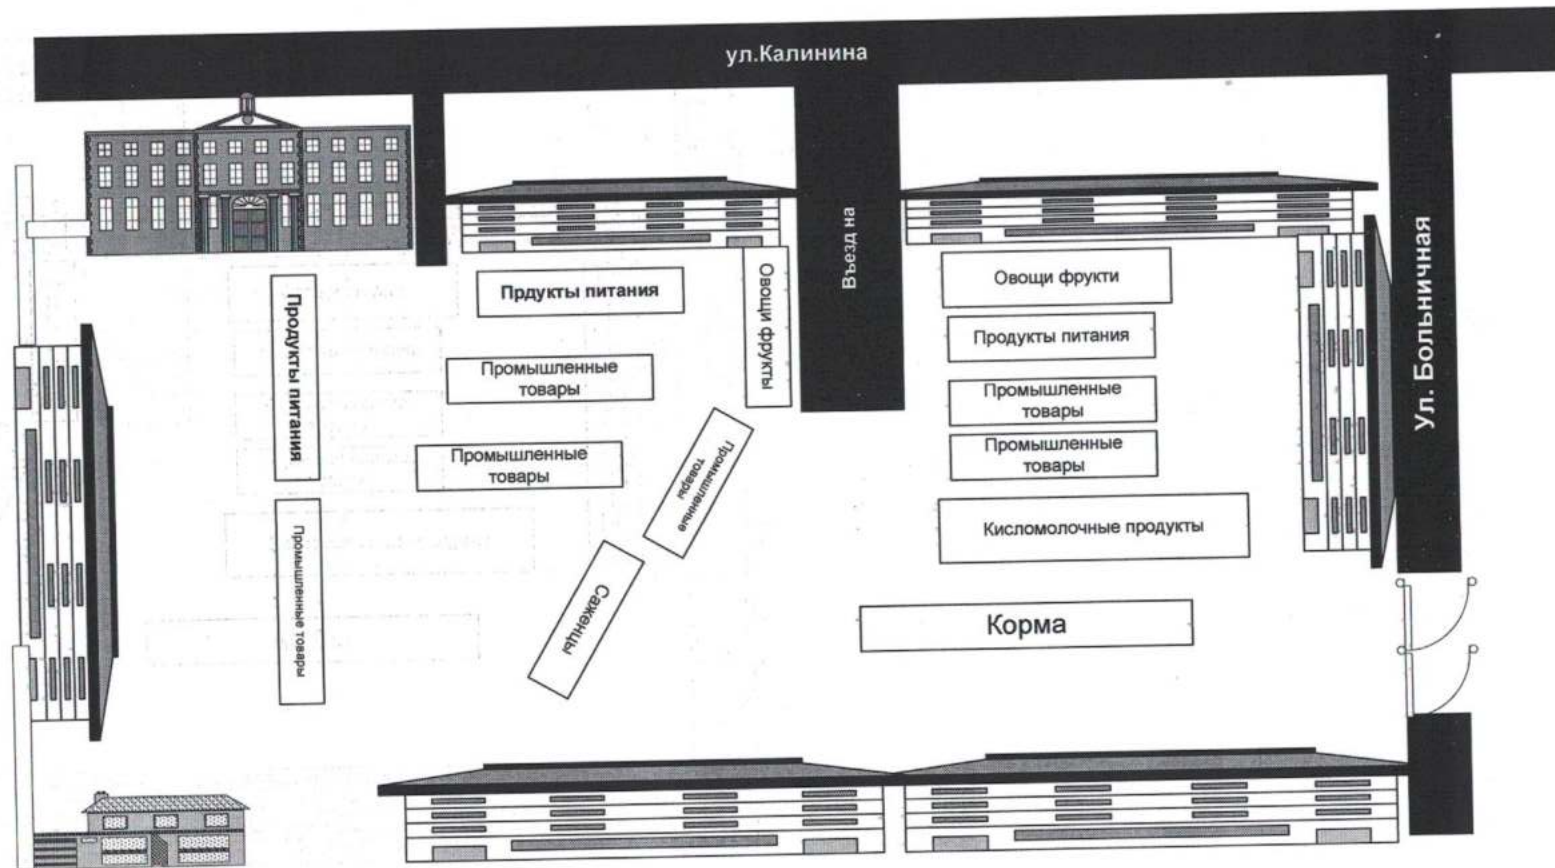 ул.Калинина
Въезд на
Ул. Больничная
Продукты питания
Прдукты питания
Овощи фрукты
Промышленные
товары
Промышленные
товары
Промышленные
товары
Саженцы
Промышленные товары
Овощи фрукти
Продукты питания
Промышленные
товары
Промышленные
товары
Кисломолочные продукты
Корма